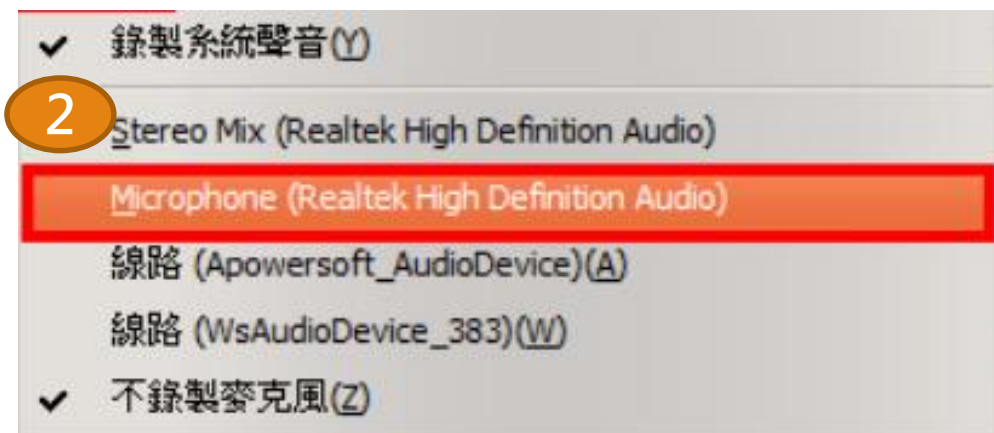 錄製系統聲音(Y)
2
Stereo Mix (Realtek High Definition Audio)
Microphone (Realtek High Definition Audio)
線路 (Apowersoft_AudioDevice)(A)
線路 (WsAudioDevice_383)(W)
不錄製麥克風(Z)